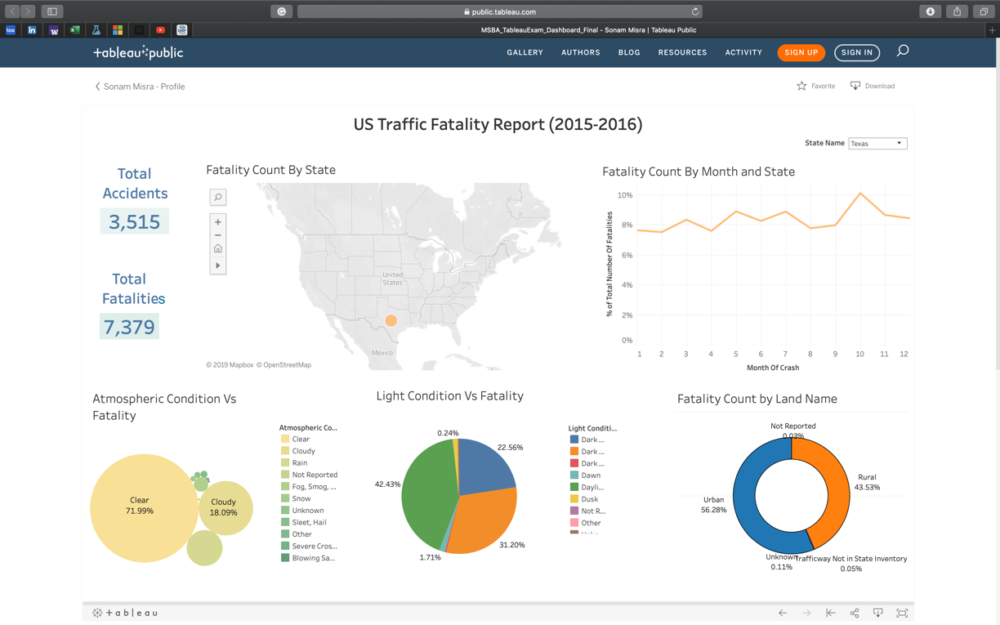 public.tableau.com
box
in
W
MSBA_TableauExam_Dashboard_Final - Sonam Misra | Tableau Public
+ableau public
GALLERY
AUTHORS
BLOG
RESOURCES
ACTIVITY
SIGN UP
SIGN IN
Sonam Misra - Profile
Favorite
Download
US Traffic Fatality Report (2015-2016)
State Name
Texas
Total
Accidents
3,515
Total
Fatalities
7,379
Fatality Count By State
United
States
Mexico
© 2019 Mapbox © OpenStreetMap
Fatality Count By Month and State
% of Total Number Of Fatalities
10%
8%
6%
4%
2%
0%
1 2 3 4 5 6 7 8 9 10 11 12
Month Of Crash
Atmospheric Condition Vs
Fatality
Clear
71.99%
Cloudy
18.09%
Atmospheric Co...
Clear
Cloudy
Rain
Not Reported
Fog, Smog, ...
Snow
Unknown
Sleet, Hail
Other
Severe Cros...
Blowing Sa...
Light Condition Vs Fatality
0.24%
22.56%
42.43%
31.20%
1.71%
Light Conditi...
Dark ...
Dark ...
Dark ...
Dawn
Dayli...
Dusk
Not R...
Other
Fatality Count by Land Name
Not Reported
0.03%
Rural
43.53%
Urban
56.28%
Unknown
0.11%
Trafficway Not in State Inventory
0.05%
+ableau